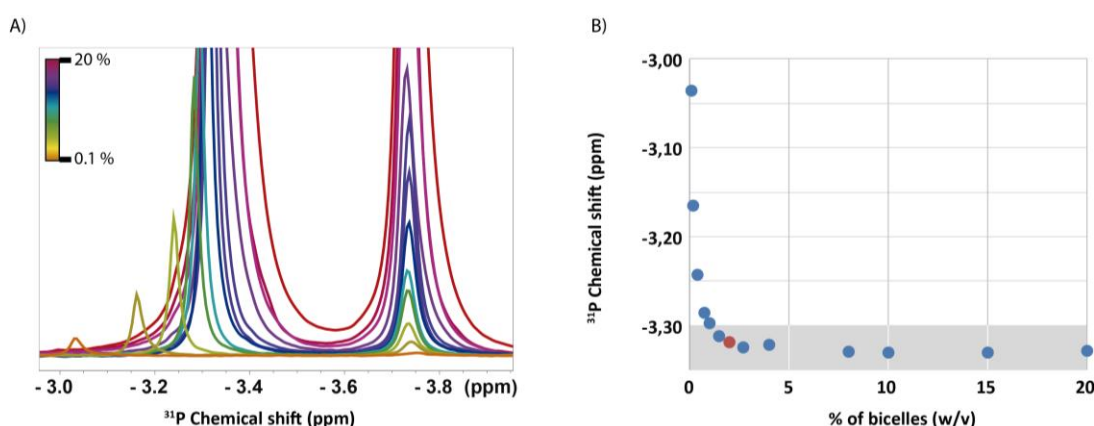 A)
20 %
0.1 %
- 3.0 - 3.2 - 3.4 - 3.6 - 3.8 (ppm)
³¹P Chemical shift (ppm)
B)
-3,00
-3,10
-3,20
-3,30
³¹P Chemical shift (ppm)
0 5 10 15 20
% of bicelles (w/v)